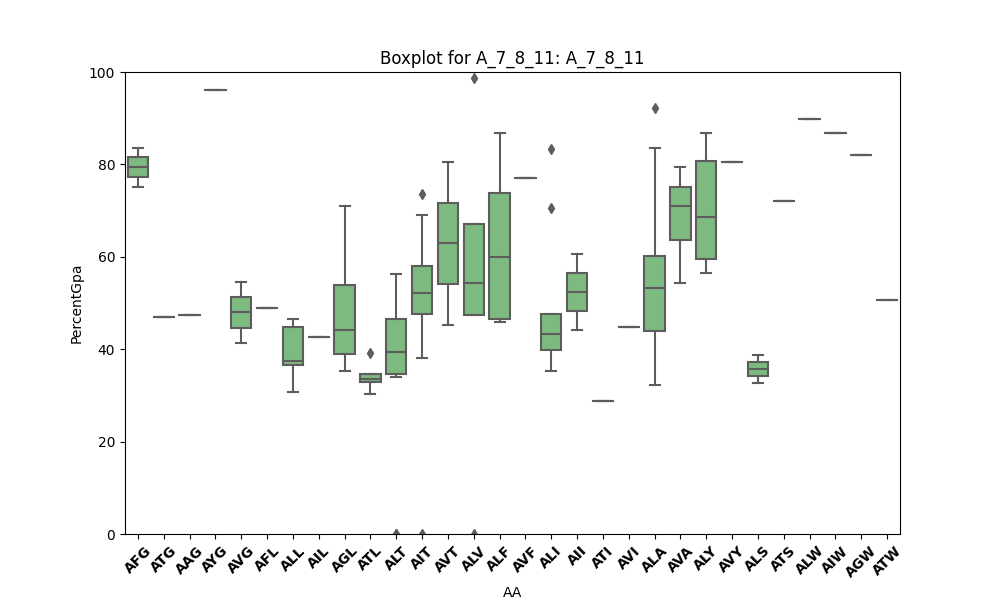 Boxplot for A_7_8_11: A_7_8_11
100
80
60
40
20
0
PercentGpa
AFG ATG AAG AYG AVG AFL ALL AIL AGL ATL ALT AIT AVT ALV ALF AVF ALI AII ATI AVI ALA AVA ALY AVY ALS ATS ALW AIW AGW ATW
AA